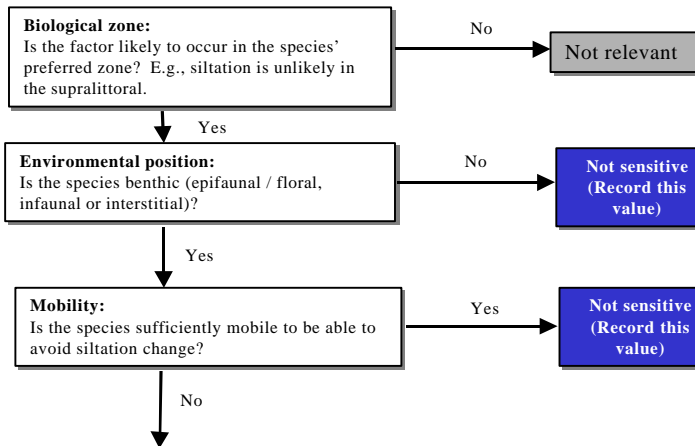 Biological zone:
Is the factor likely to occur in the species’
preferred zone?  E.g., siltation is unlikely in
the supralittoral.
No
Not relevant
Yes
Environmental position:
Is the species benthic (epifaunal / floral,
infaunal or interstitial)?
No
Not sensitive
(Record this
value)
Yes
Mobility:
Is the species sufficiently mobile to be able to
avoid siltation change?
Yes
Not sensitive
(Record this
value)
No